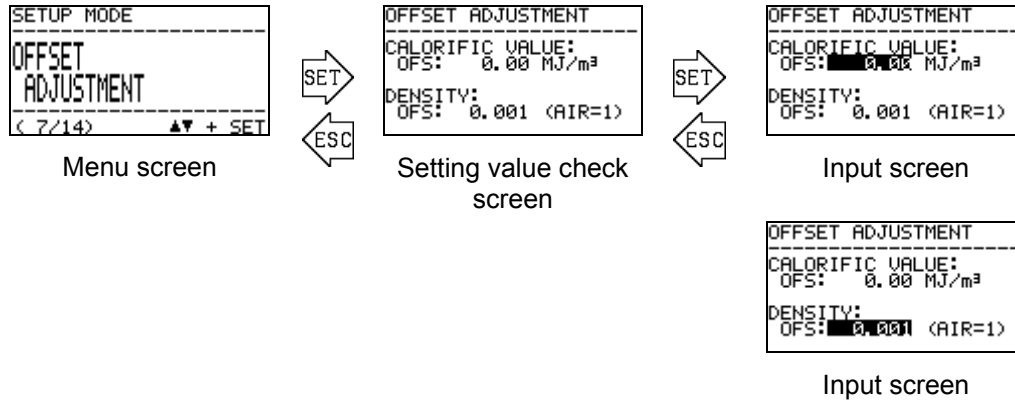 SETUP MODE
OFFSET
ADJUSTMENT
( 7/14) ▲▼ + SET
Menu screen
SET
ESC
OFFSET ADJUSTMENT
CALORIFIC VALUE:
OFS: 0.00 MJ/m³
DENSITY:
OFS: 0.001 (AIR=1)
Setting value check
screen
SET
ESC
OFFSET ADJUSTMENT
CALORIFIC VALUE:
OFS: 0.00 MJ/m³
DENSITY:
OFS: 0.001 (AIR=1)
Input screen
OFFSET ADJUSTMENT
CALORIFIC VALUE:
OFS: 0.00 MJ/m³
DENSITY:
OFS: 0.001 (AIR=1)
Input screen